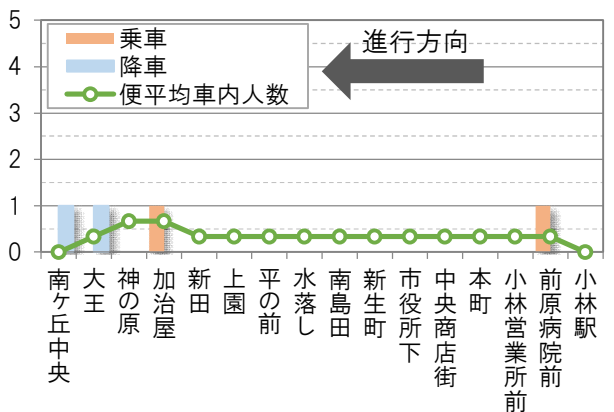 5
4
3
2
1
0
乗車
降車
便平均車内人数
進行方向
南ヶ丘中央
大王
神の原
加治屋
新田
上園
平の前
水落し
南島田
新生町
市役所下
中央商店街
本町
小林営業所前
前原病院前
小林駅